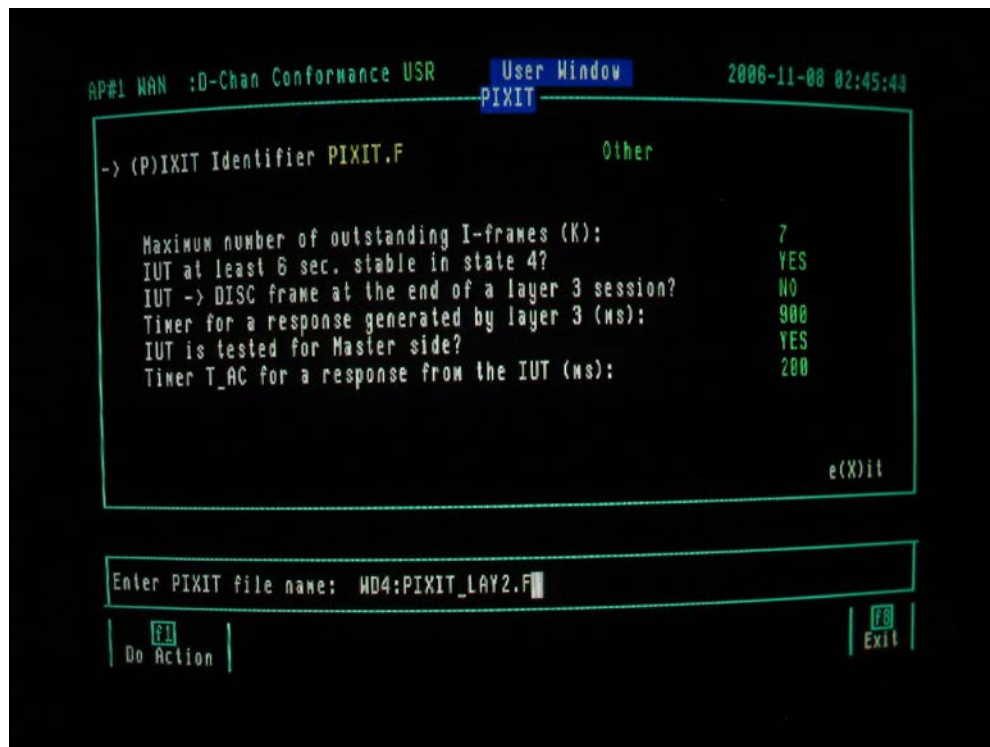 AP#1 WAN :D-Chan Conformance USR User Window 2006-11-08 02:45:44
PIXIT
-> (P)IXIT Identifier PIXIT.F Other
Maximum number of outstanding I-frames (K): 7
IUT at least 6 sec. stable in state 4? YES
IUT -> DISC frame at the end of a layer 3 session? NO
Timer for a response generated by layer 3 (ms): 900
IUT is tested for Master side? YES
Timer T_AC for a response from the IUT (ms): 200
e(X)it
Enter PIXIT file name: WD4:PIXIT_LAY2.F
f1 f8
Do Action Exit